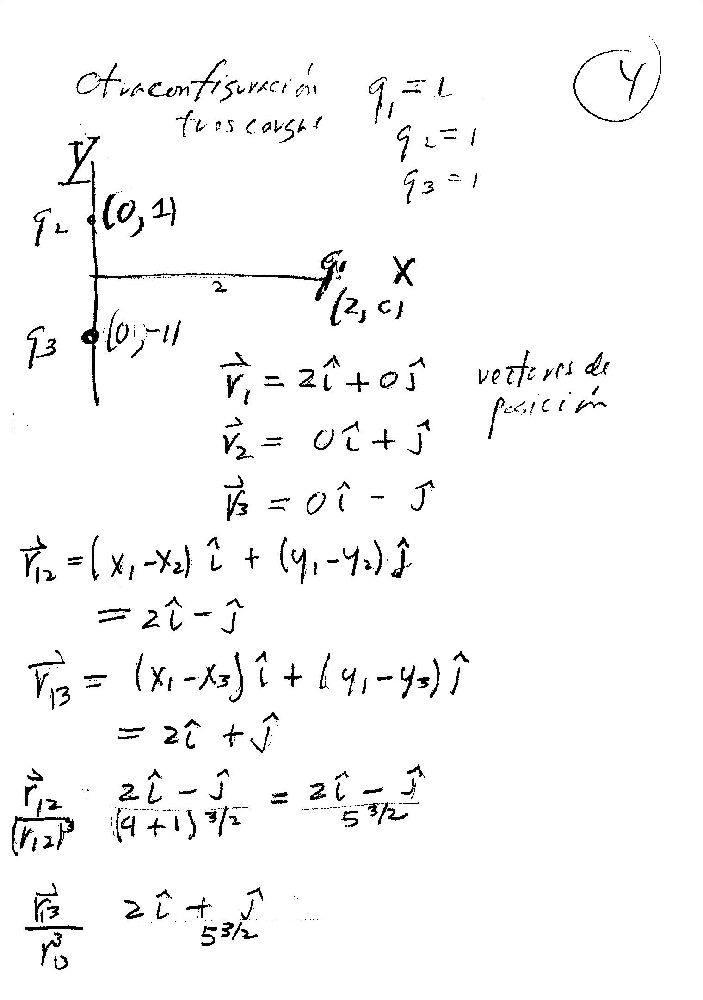 Otra configuración q₁ = 1 4
tres cargas q₂ = 1
q₃ = 1
Y
q₂ (0, 1)
q₁ X
2
(2, 0)
q₃ (0, -1)
r⃗₁ = 2î + 0ĵ vectores de
posición
r⃗₂ = 0î + ĵ
r⃗₃ = 0î - ĵ
r⃗₁₂ = (x₁ - x₂) î + (y₁ - y₂) ĵ
= 2î - ĵ
r⃗₁₃ = (x₁ - x₃) î + (y₁ - y₃) ĵ
= 2î + ĵ
r⃗₁₂ / (r₁₂)³ 2î - ĵ / (4 + 1)^3/2 = 2î - ĵ / 5^3/2
r⃗₁₃ / r₁₃³ 2î + ĵ / 5^3/2